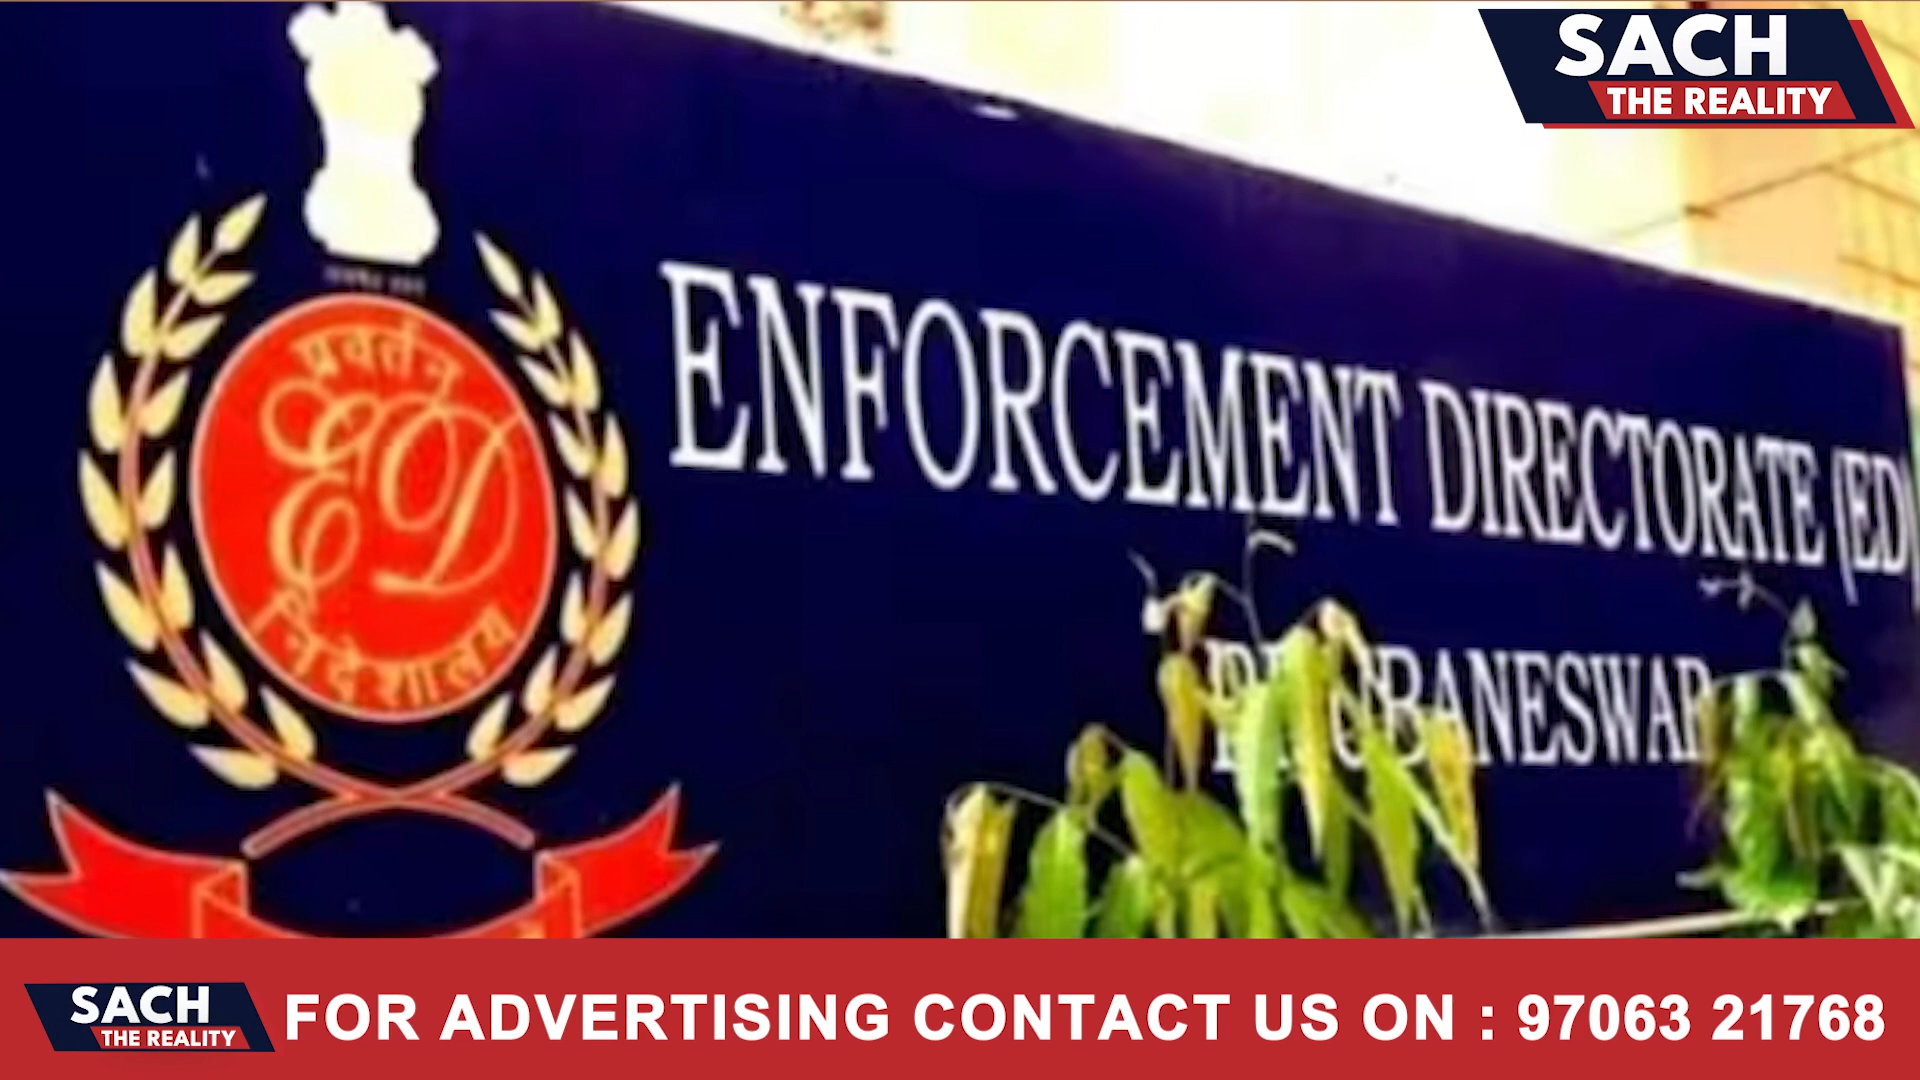 SACH
THE REALITY
प्रवर्तन
ED
निदेशालय
ENFORCEMENT DIRECTORATE (ED)
BHUBANESWAR
SACH
THE REALITY
FOR ADVERTISING CONTACT US ON : 97063 21768